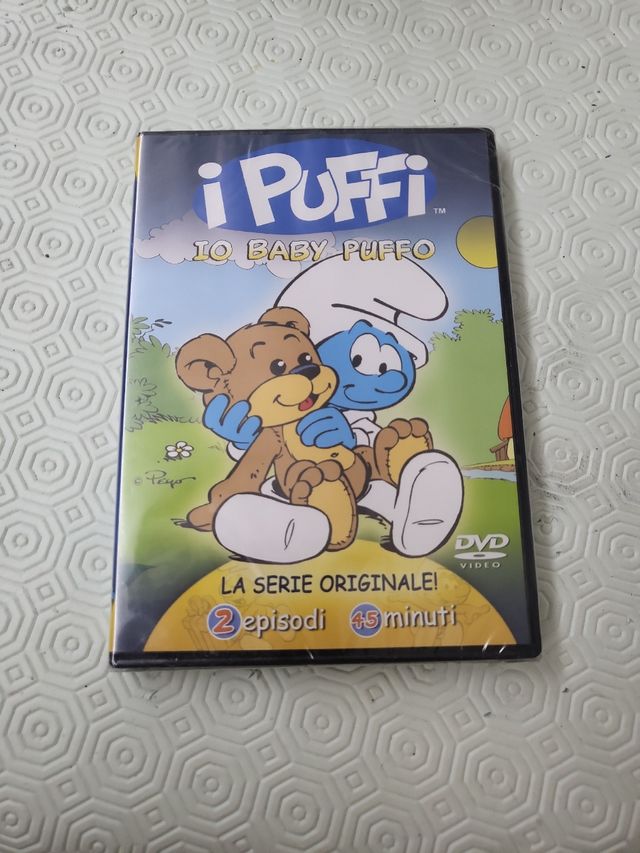 i PUFFi ™
IO BABY PUFFO
© Peyo
DVD
VIDEO
LA SERIE ORIGINALE!
2 episodi 45 minuti